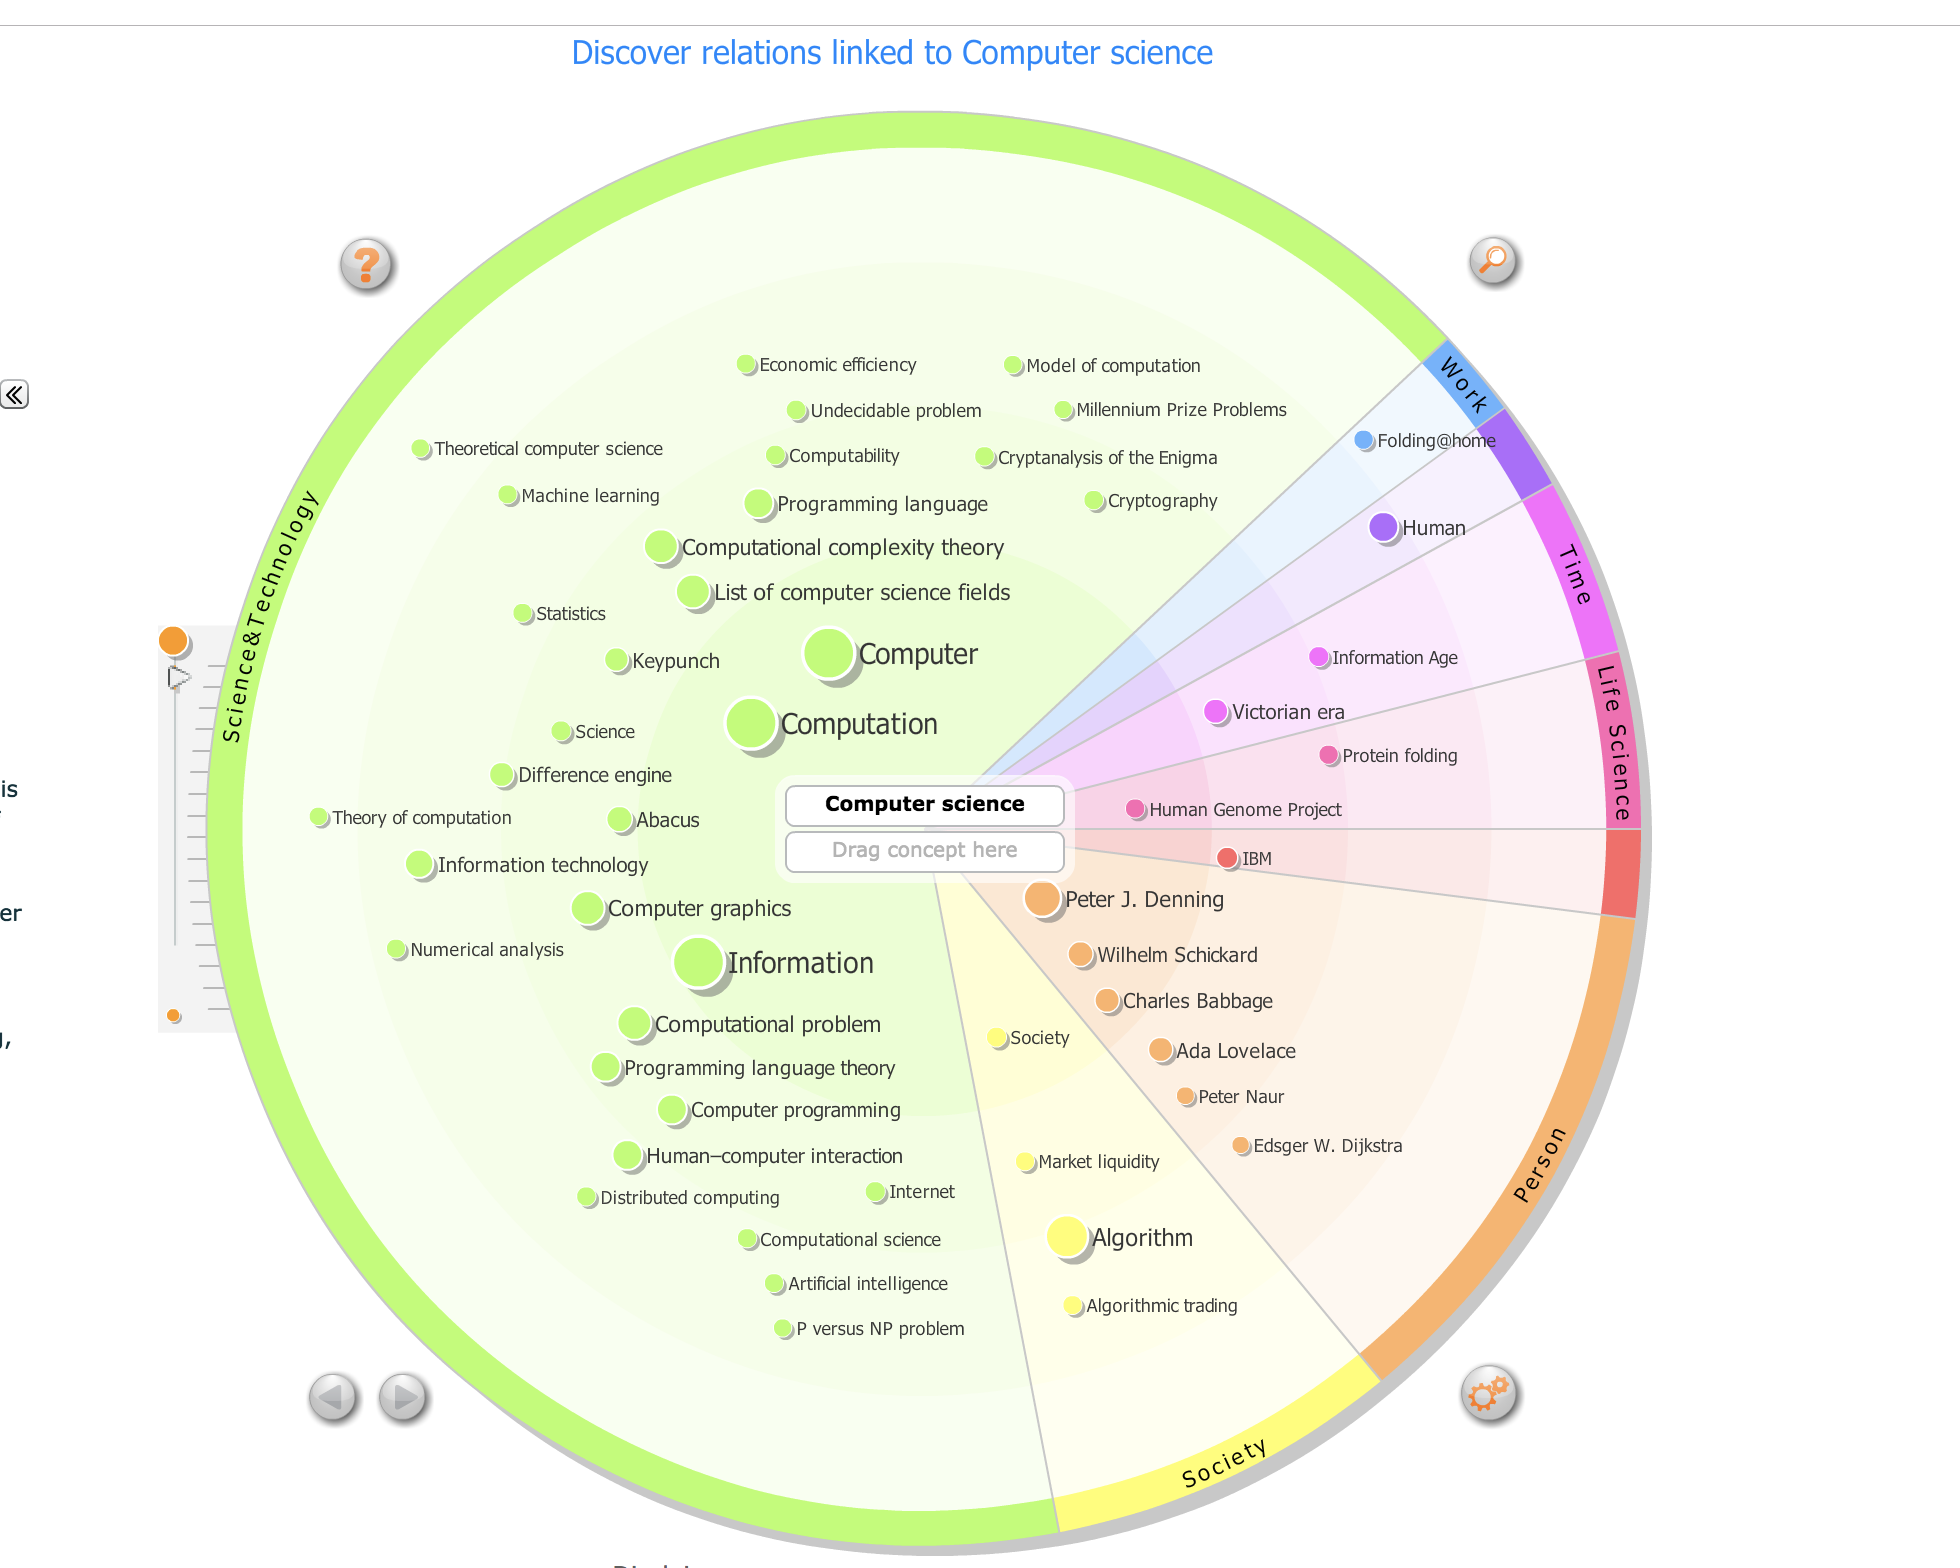 Discover relations linked to Computer science
Science&Technology
Work
Time
Life Science
Person
Society
Economic efficiency
Model of computation
Undecidable problem
Millennium Prize Problems
Theoretical computer science
Computability
Cryptanalysis of the Enigma
Folding@home
Machine learning
Programming language
Cryptography
Human
Computational complexity theory
List of computer science fields
Statistics
Computer
Keypunch
Information Age
Computation
Victorian era
Science
Protein folding
Difference engine
is
Computer science
Human Genome Project
Theory of computation
Abacus
Drag concept here
IBM
Information technology
Peter J. Denning
Computer graphics
er
Numerical analysis
Wilhelm Schickard
Information
Charles Babbage
Computational problem
Society
Ada Lovelace
Programming language theory
Peter Naur
Computer programming
Edsger W. Dijkstra
Human–computer interaction
Market liquidity
Distributed computing
Internet
Computational science
Algorithm
Artificial intelligence
Algorithmic trading
P versus NP problem